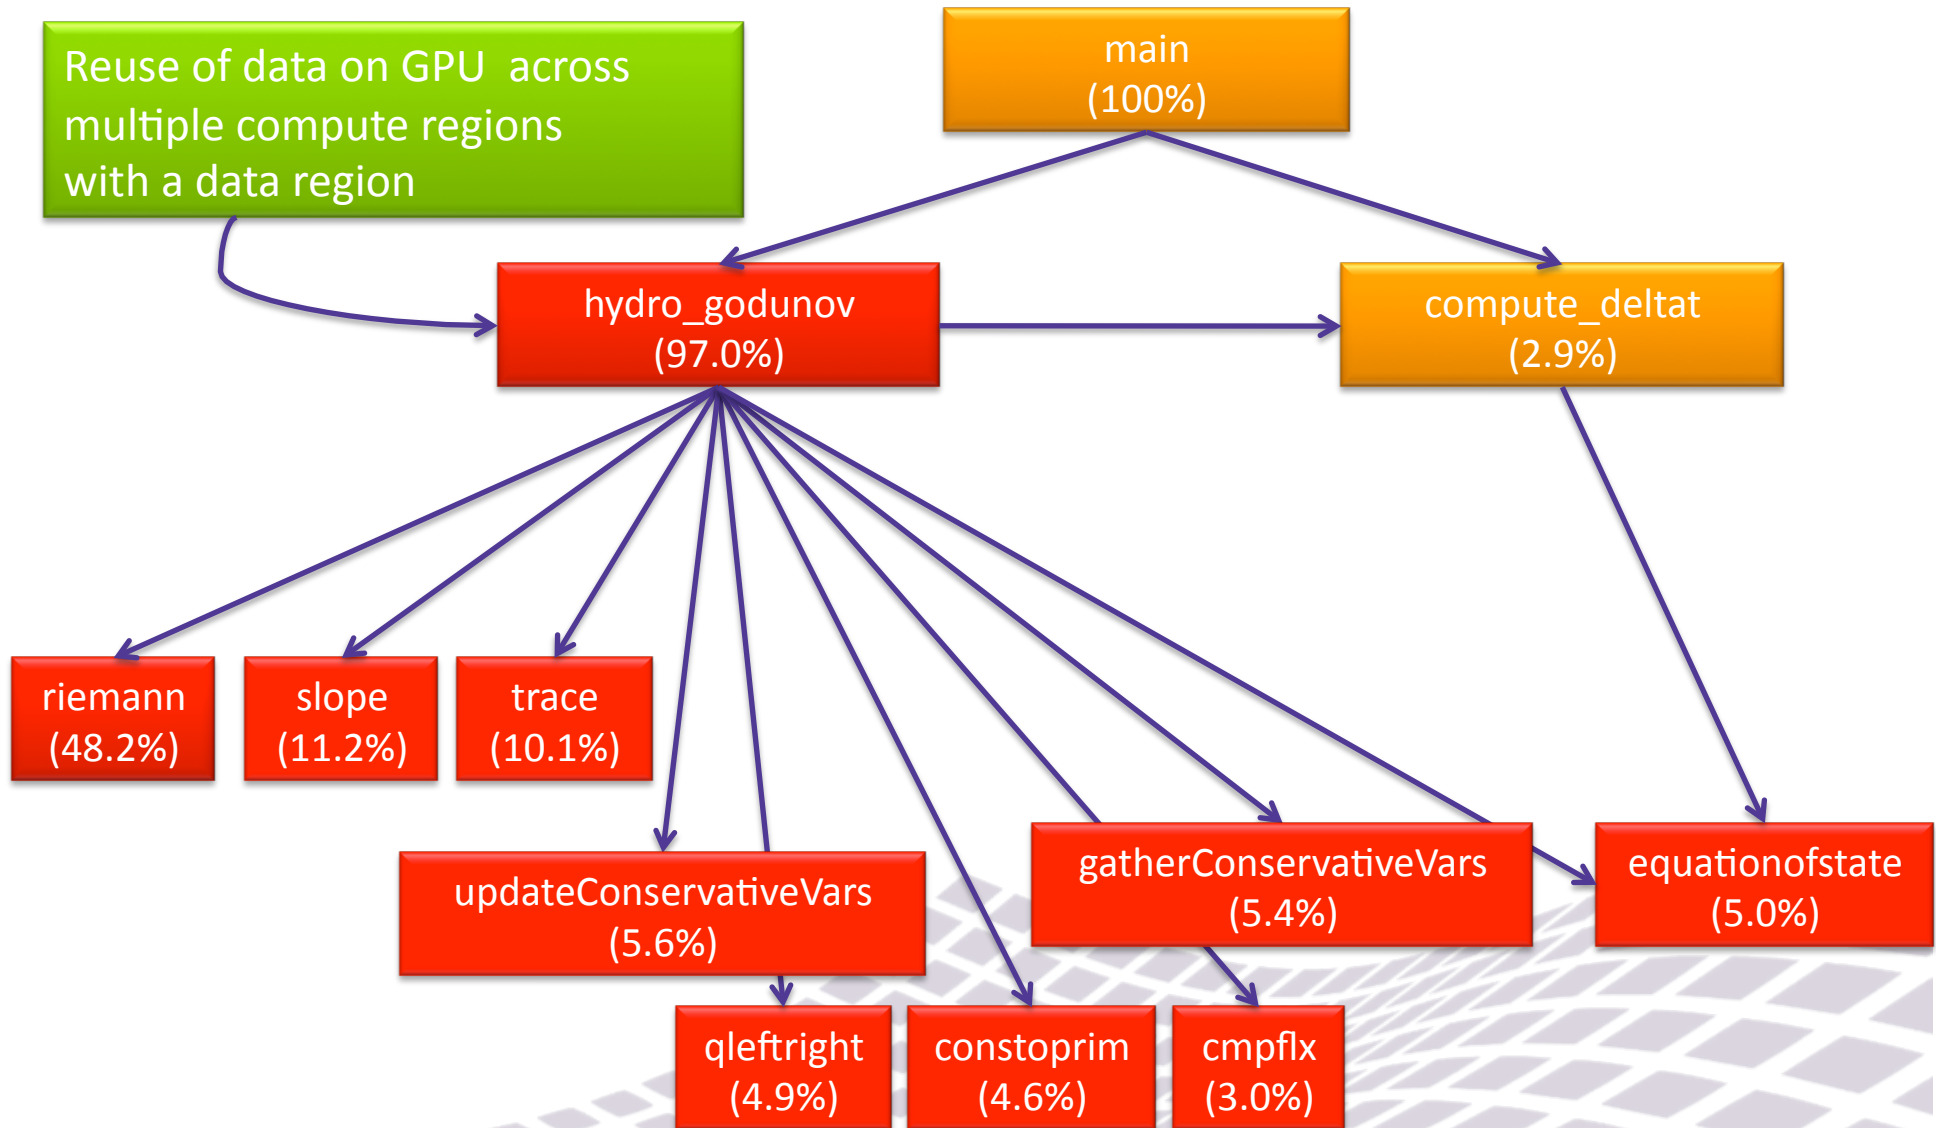 Reuse of data on GPU  across
multiple compute regions
with a data region
main
(100%)
hydro_godunov
(97.0%)
compute_deltat
(2.9%)
riemann
(48.2%)
slope
(11.2%)
trace
(10.1%)
updateConservativeVars
(5.6%)
gatherConservativeVars
(5.4%)
equationofstate
(5.0%)
qleftright
(4.9%)
constoprim
(4.6%)
cmpflx
(3.0%)